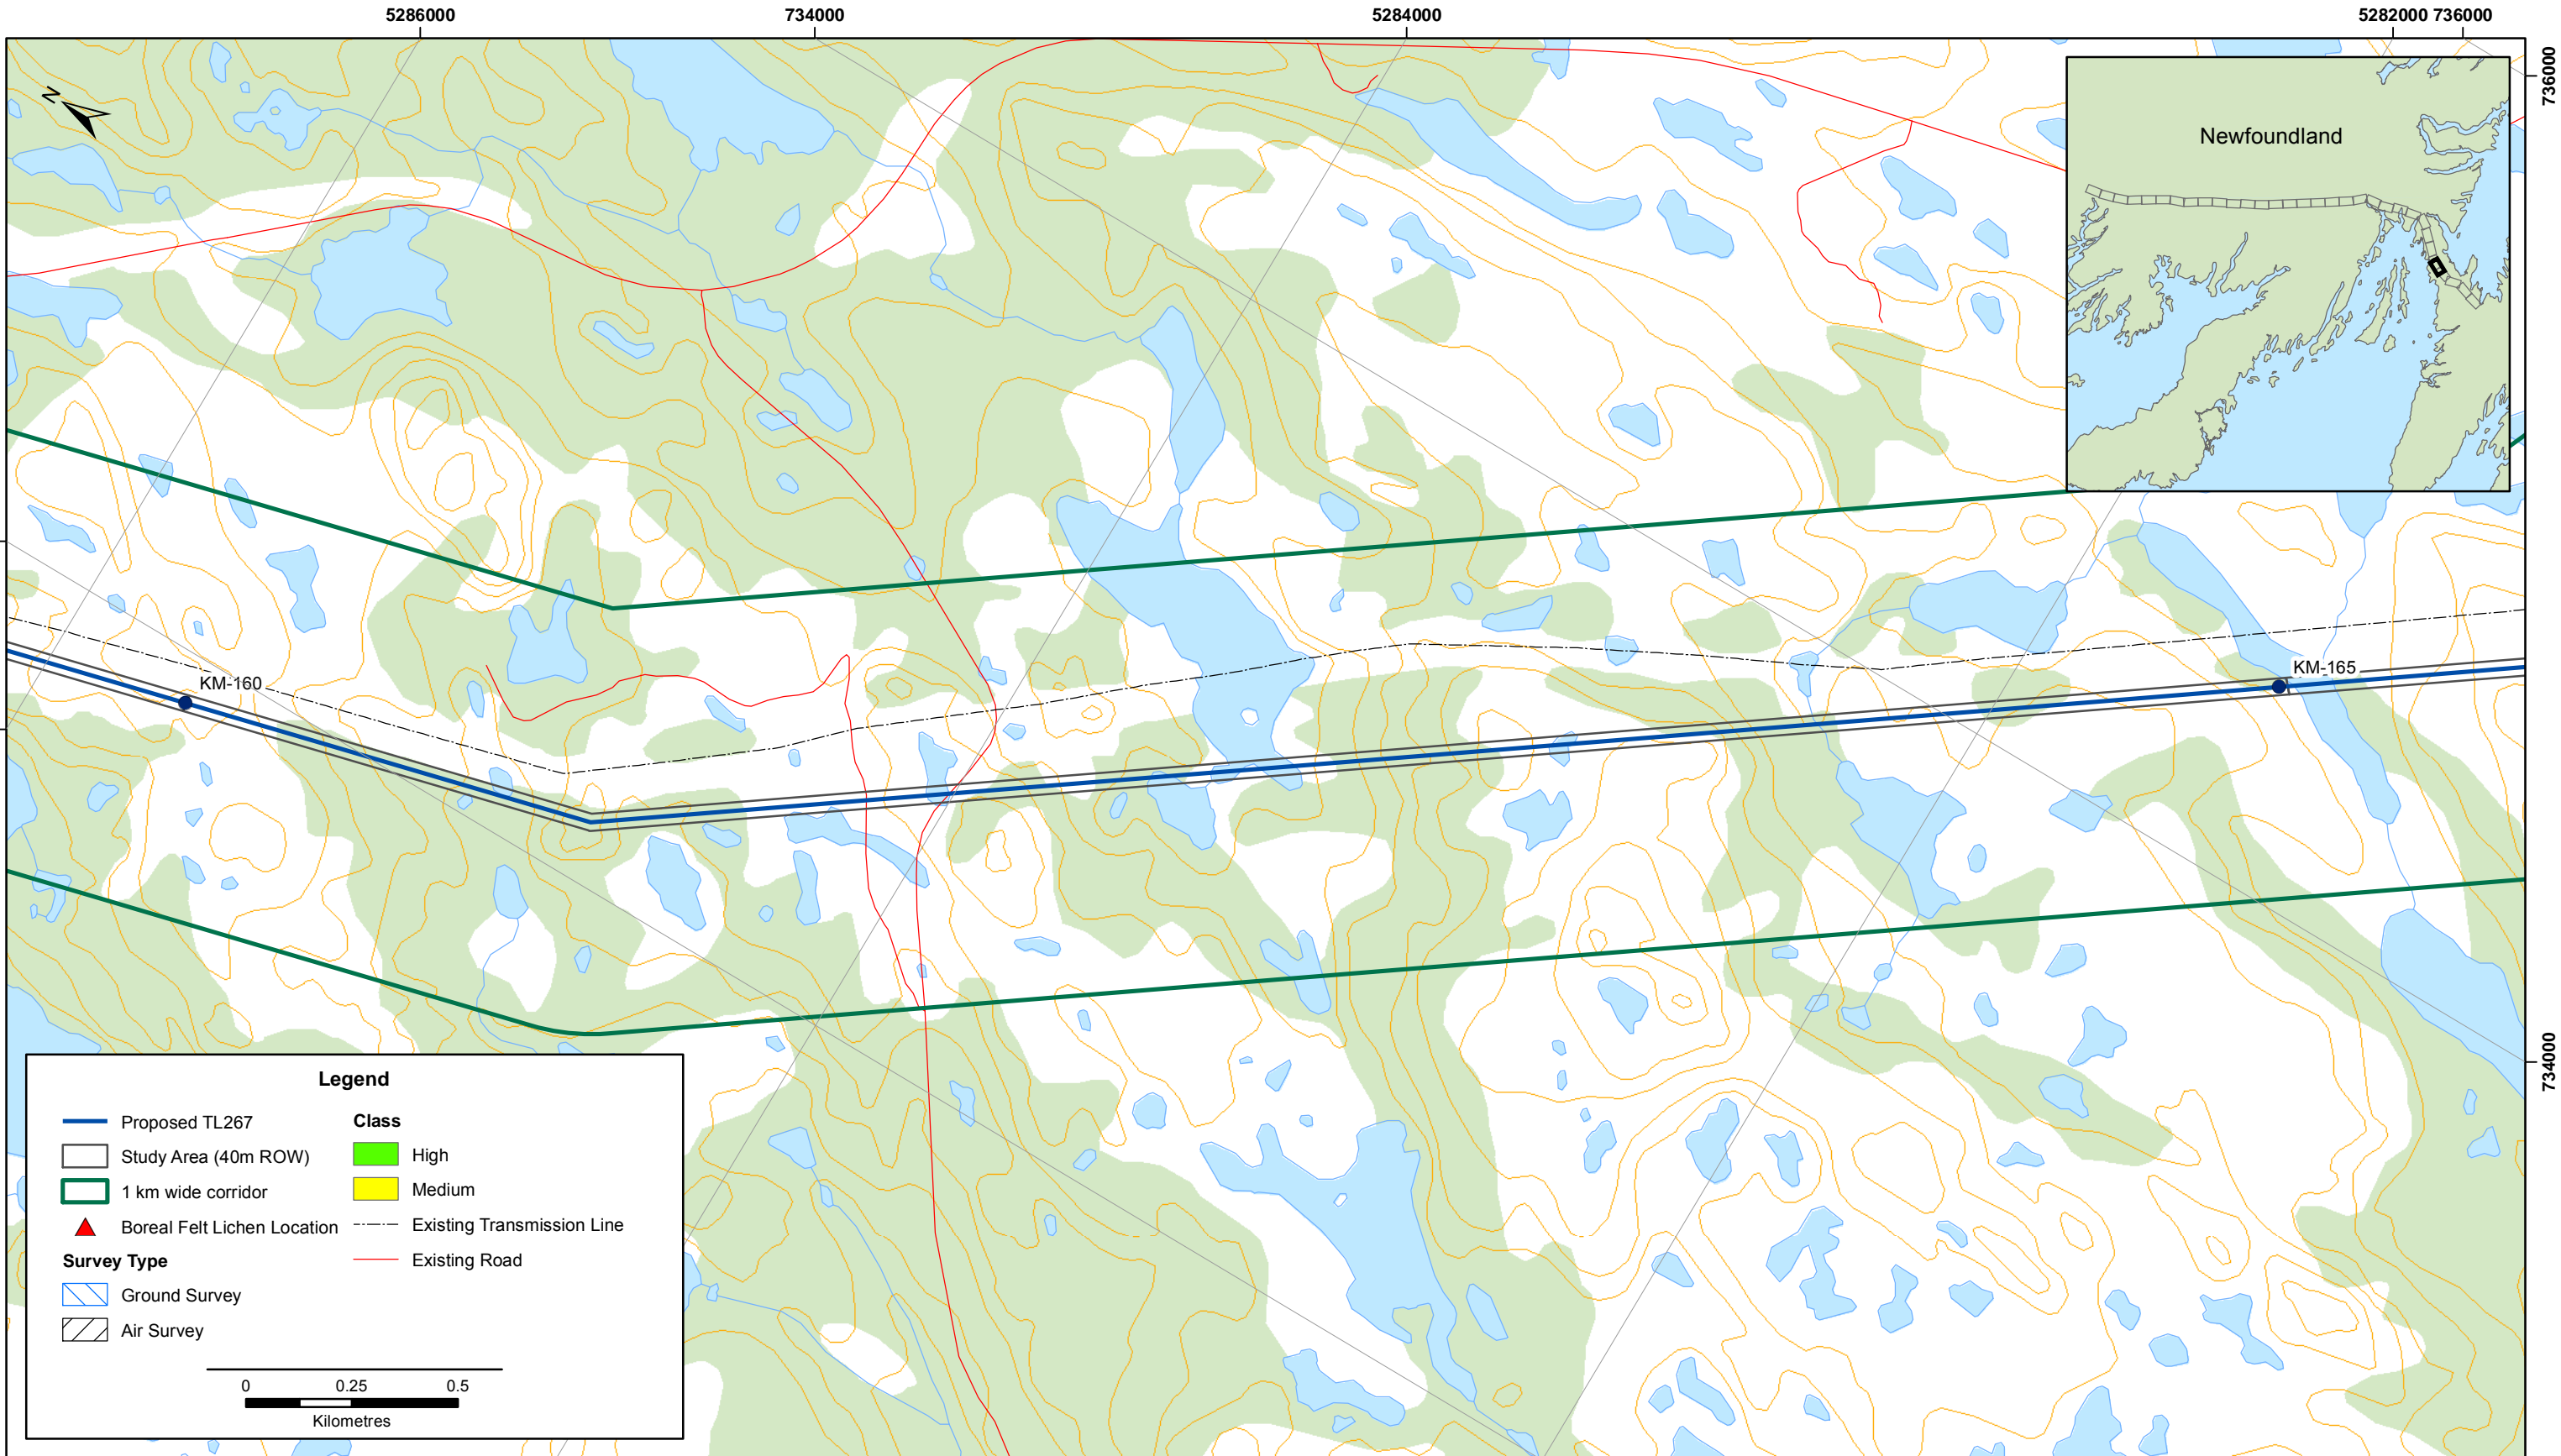 5286000
734000
5284000
5282000 736000
736000
N
Newfoundland
KM-160
KM-165
734000
Legend
Proposed TL267
Study Area (40m ROW)
1 km wide corridor
Boreal Felt Lichen Location
Survey Type
Ground Survey
Air Survey
Class
High
Medium
Existing Transmission Line
Existing Road
0 0.25 0.5
Kilometres